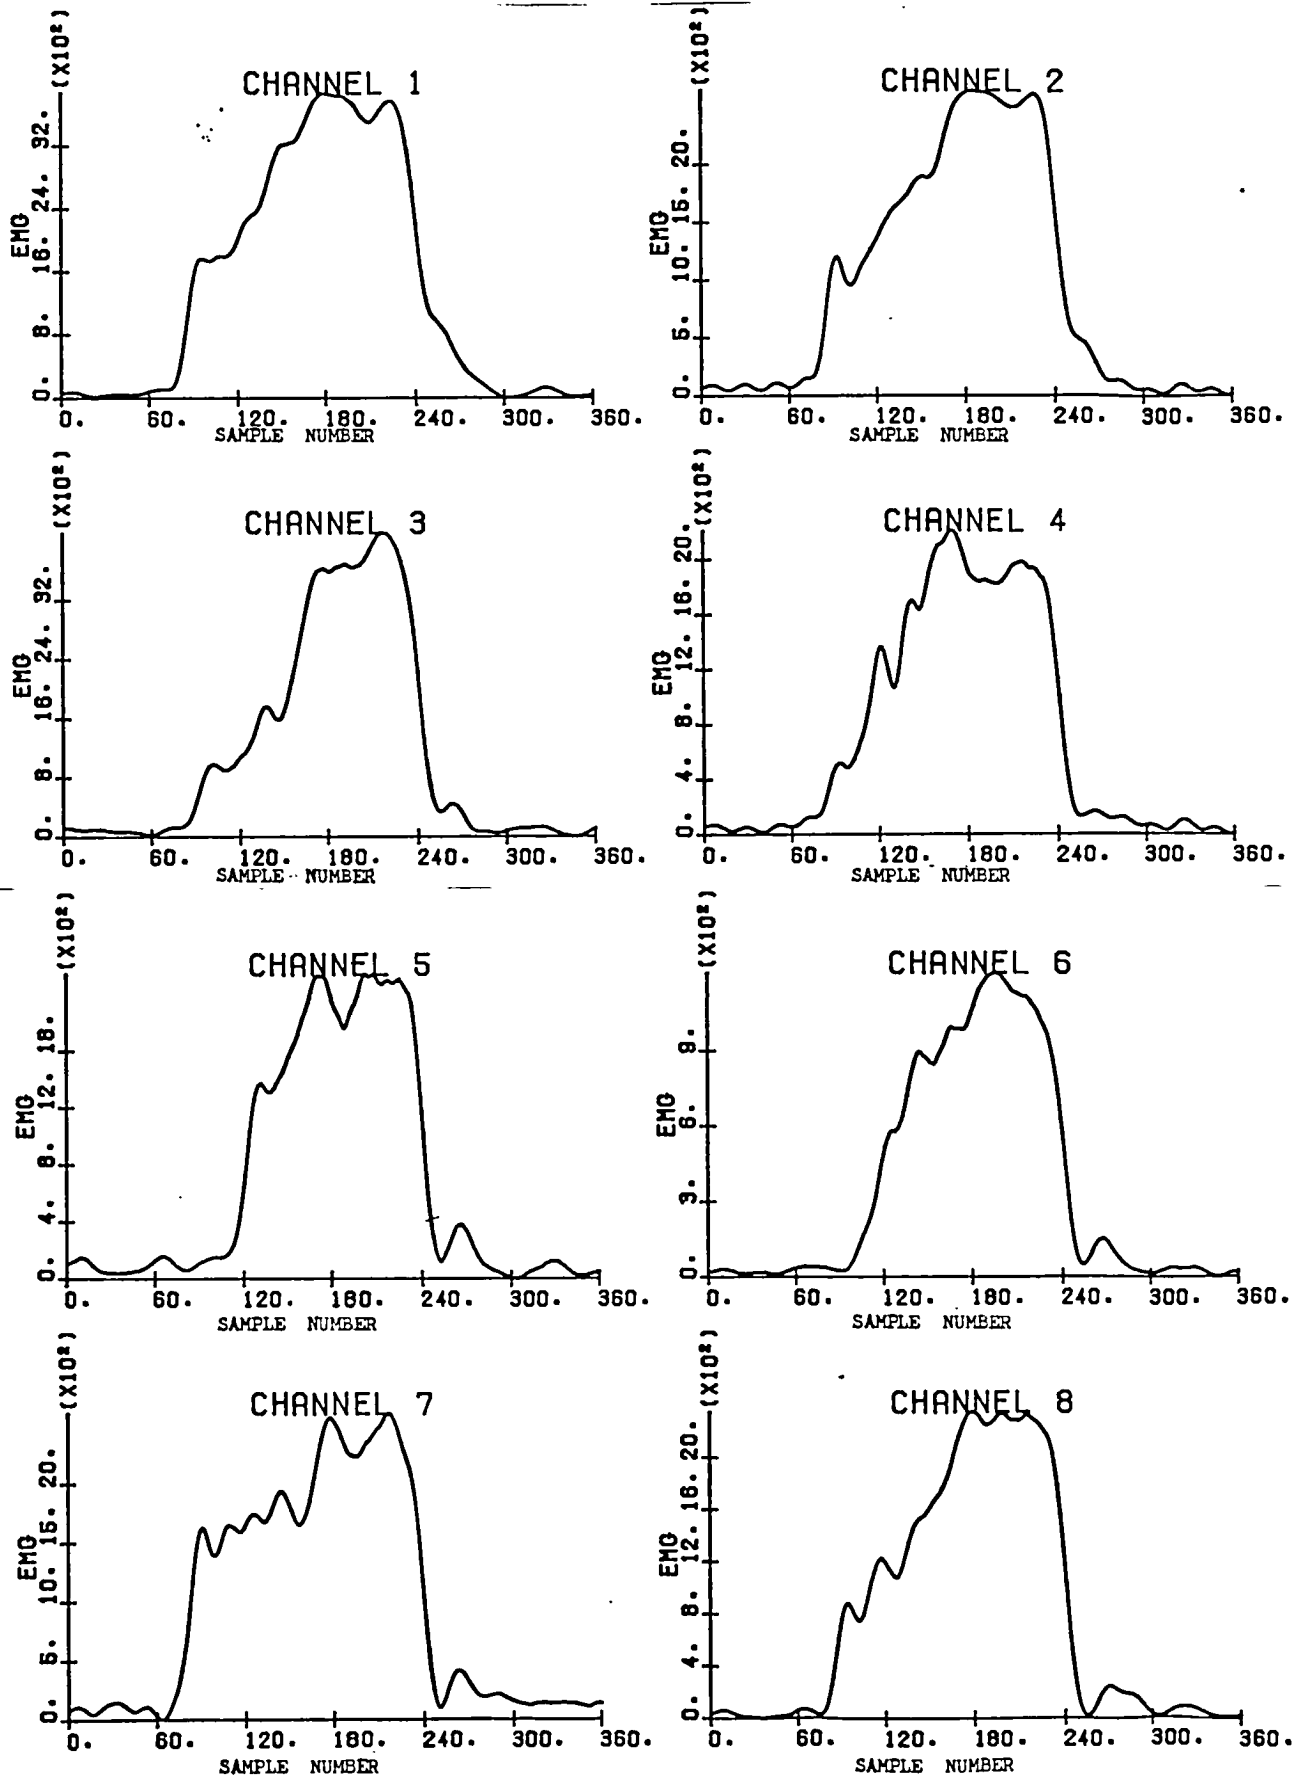 (X10²)
CHANNEL 1
EMG
0. 8. 16. 24. 32.
0. 60. 120. 180. 240. 300. 360.
SAMPLE NUMBER
(X10²)
CHANNEL 2
EMG
0. 5. 10. 15. 20.
0. 60. 120. 180. 240. 300. 360.
SAMPLE NUMBER
(X10²)
CHANNEL 3
EMG
0. 8. 16. 24. 32.
0. 60. 120. 180. 240. 300. 360.
SAMPLE NUMBER
(X10²)
CHANNEL 4
EMG
0. 4. 8. 12. 16. 20.
0. 60. 120. 180. 240. 300. 360.
SAMPLE NUMBER
(X10²)
CHANNEL 5
EMG
0. 4. 8. 12. 16.
0. 60. 120. 180. 240. 300. 360.
SAMPLE NUMBER
(X10²)
CHANNEL 6
EMG
0. 3. 6. 9.
0. 60. 120. 180. 240. 300. 360.
SAMPLE NUMBER
(X10²)
CHANNEL 7
EMG
0. 5. 10. 15. 20.
0. 60. 120. 180. 240. 300. 360.
SAMPLE NUMBER
(X10²)
CHANNEL 8
EMG
0. 4. 8. 12. 16. 20.
0. 60. 120. 180. 240. 300. 360.
SAMPLE NUMBER